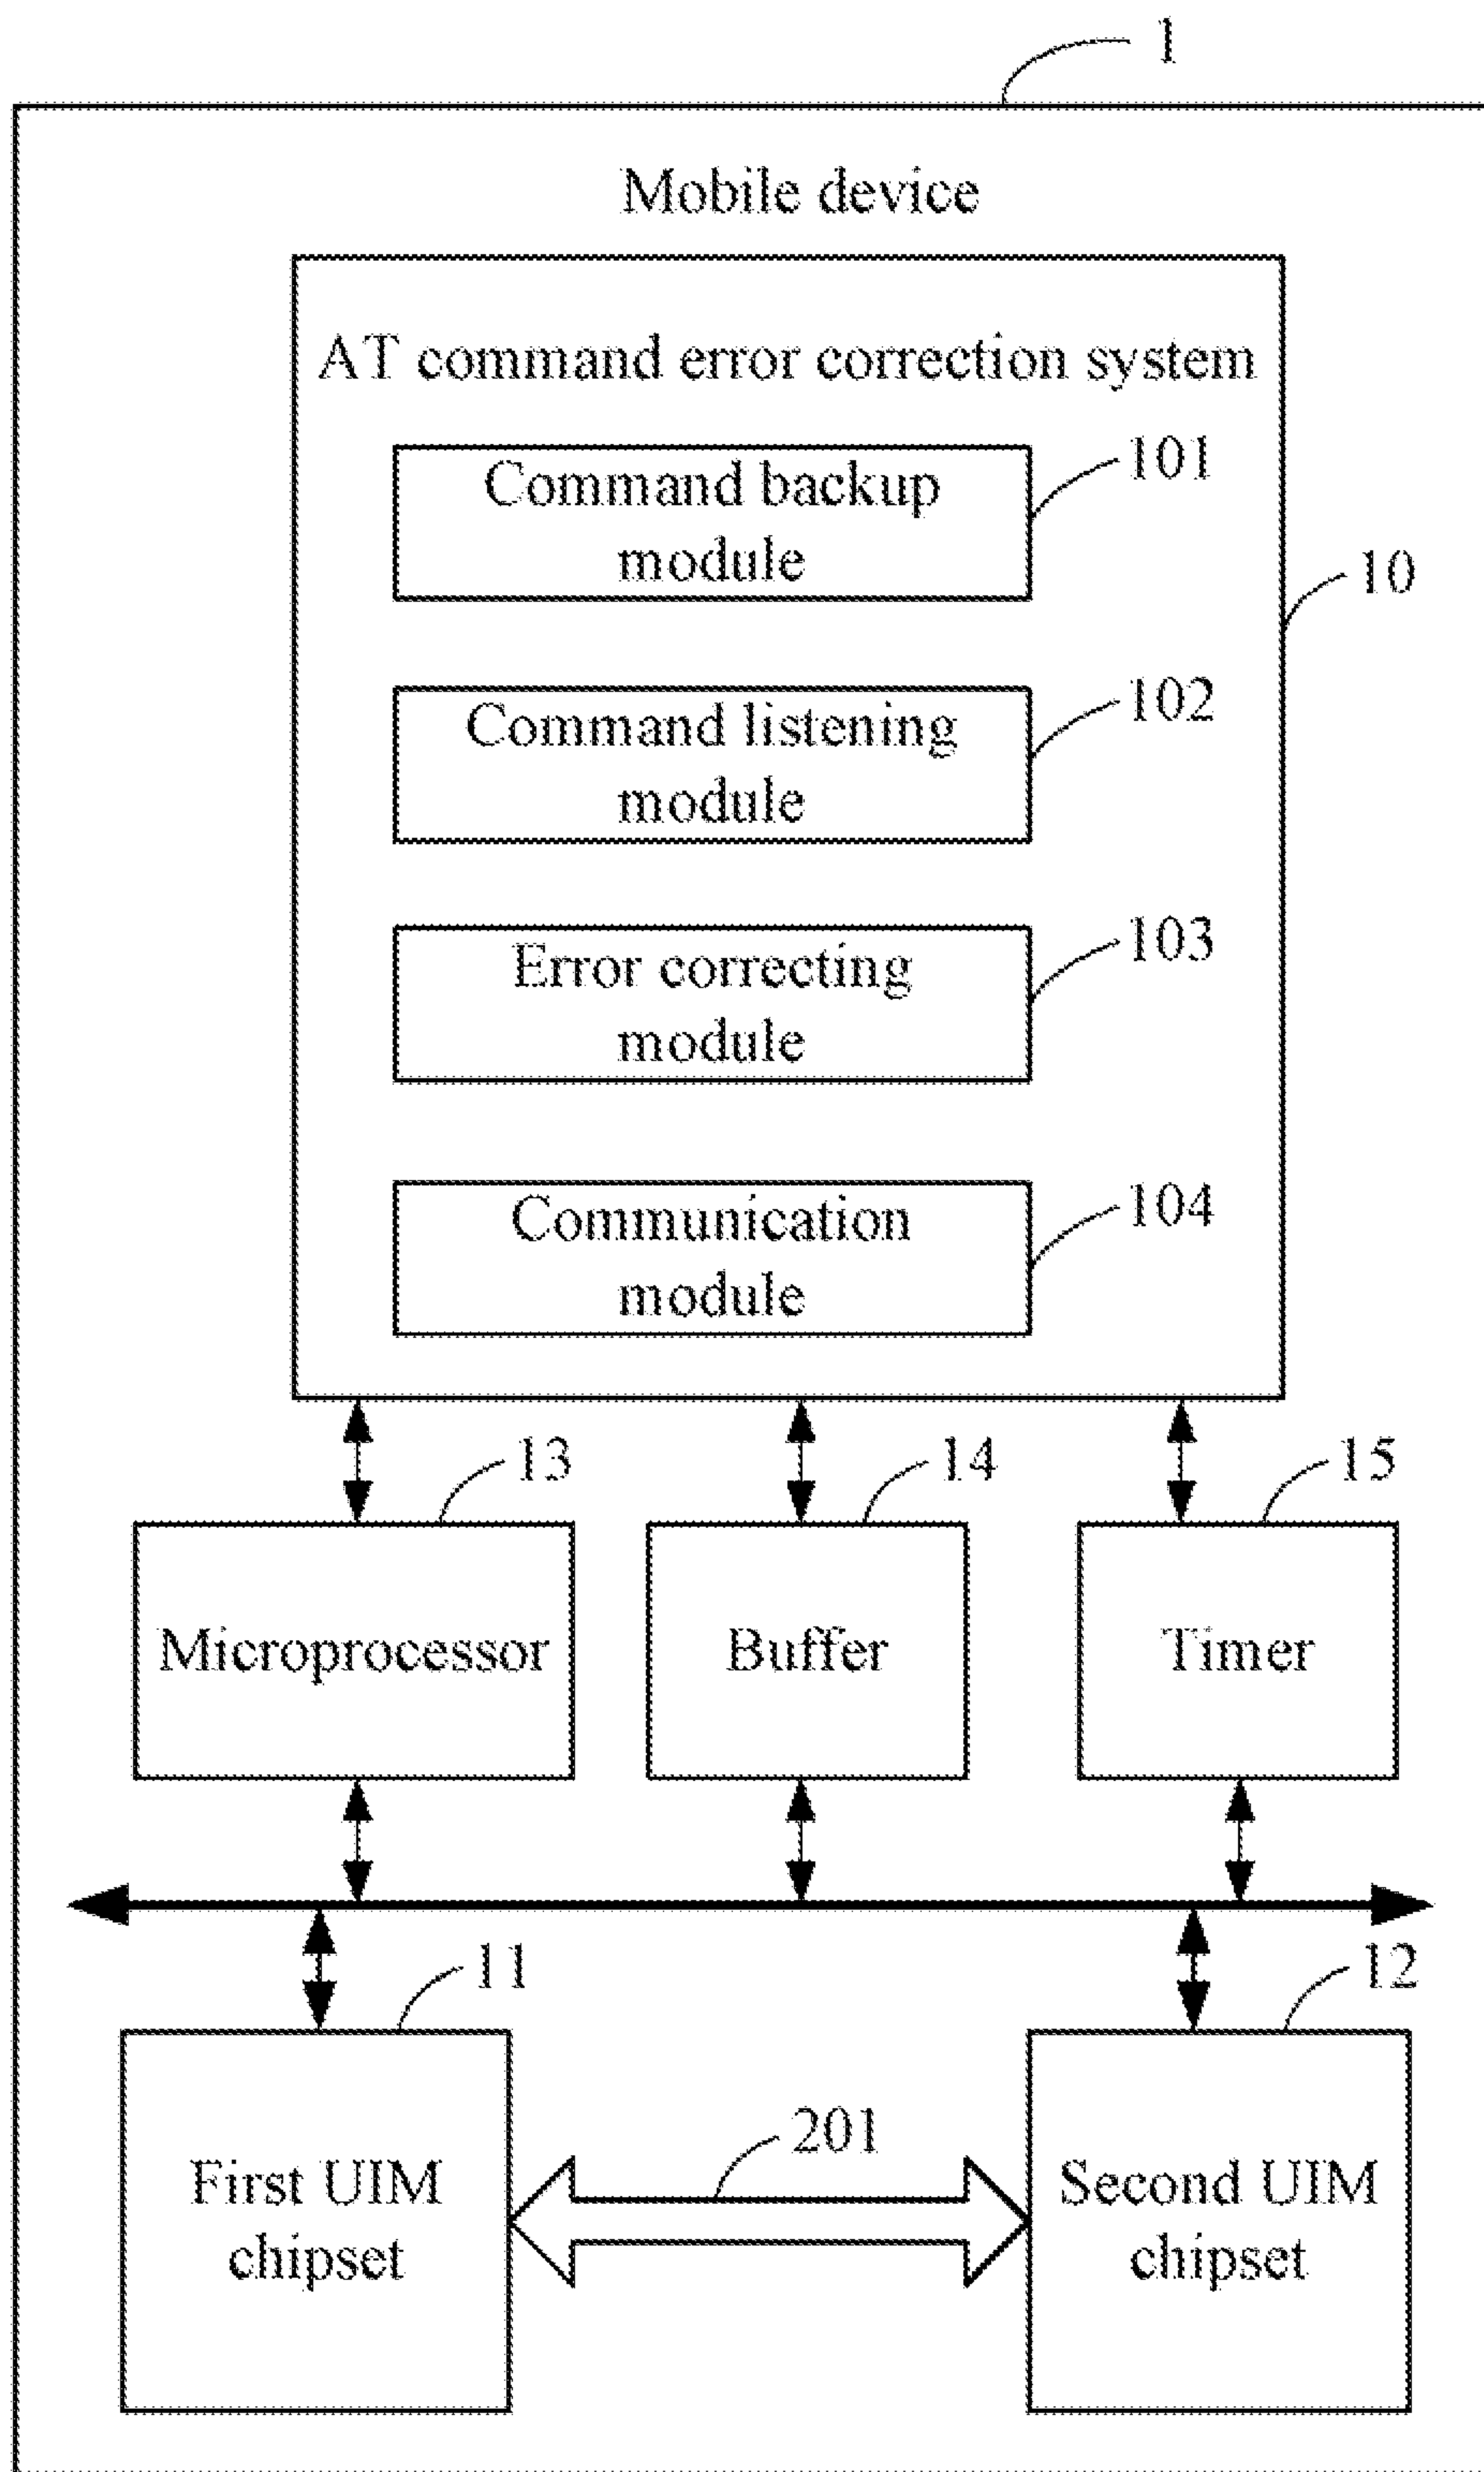 1
Mobile device
AT command error correction system
Command backup
module
101
10
Command listening
module
102
Error correcting
module
103
Communication
module
104
13
14
15
Microprocessor
Buffer
Timer
11
12
201
First UIM
chipset
Second UIM
chipset